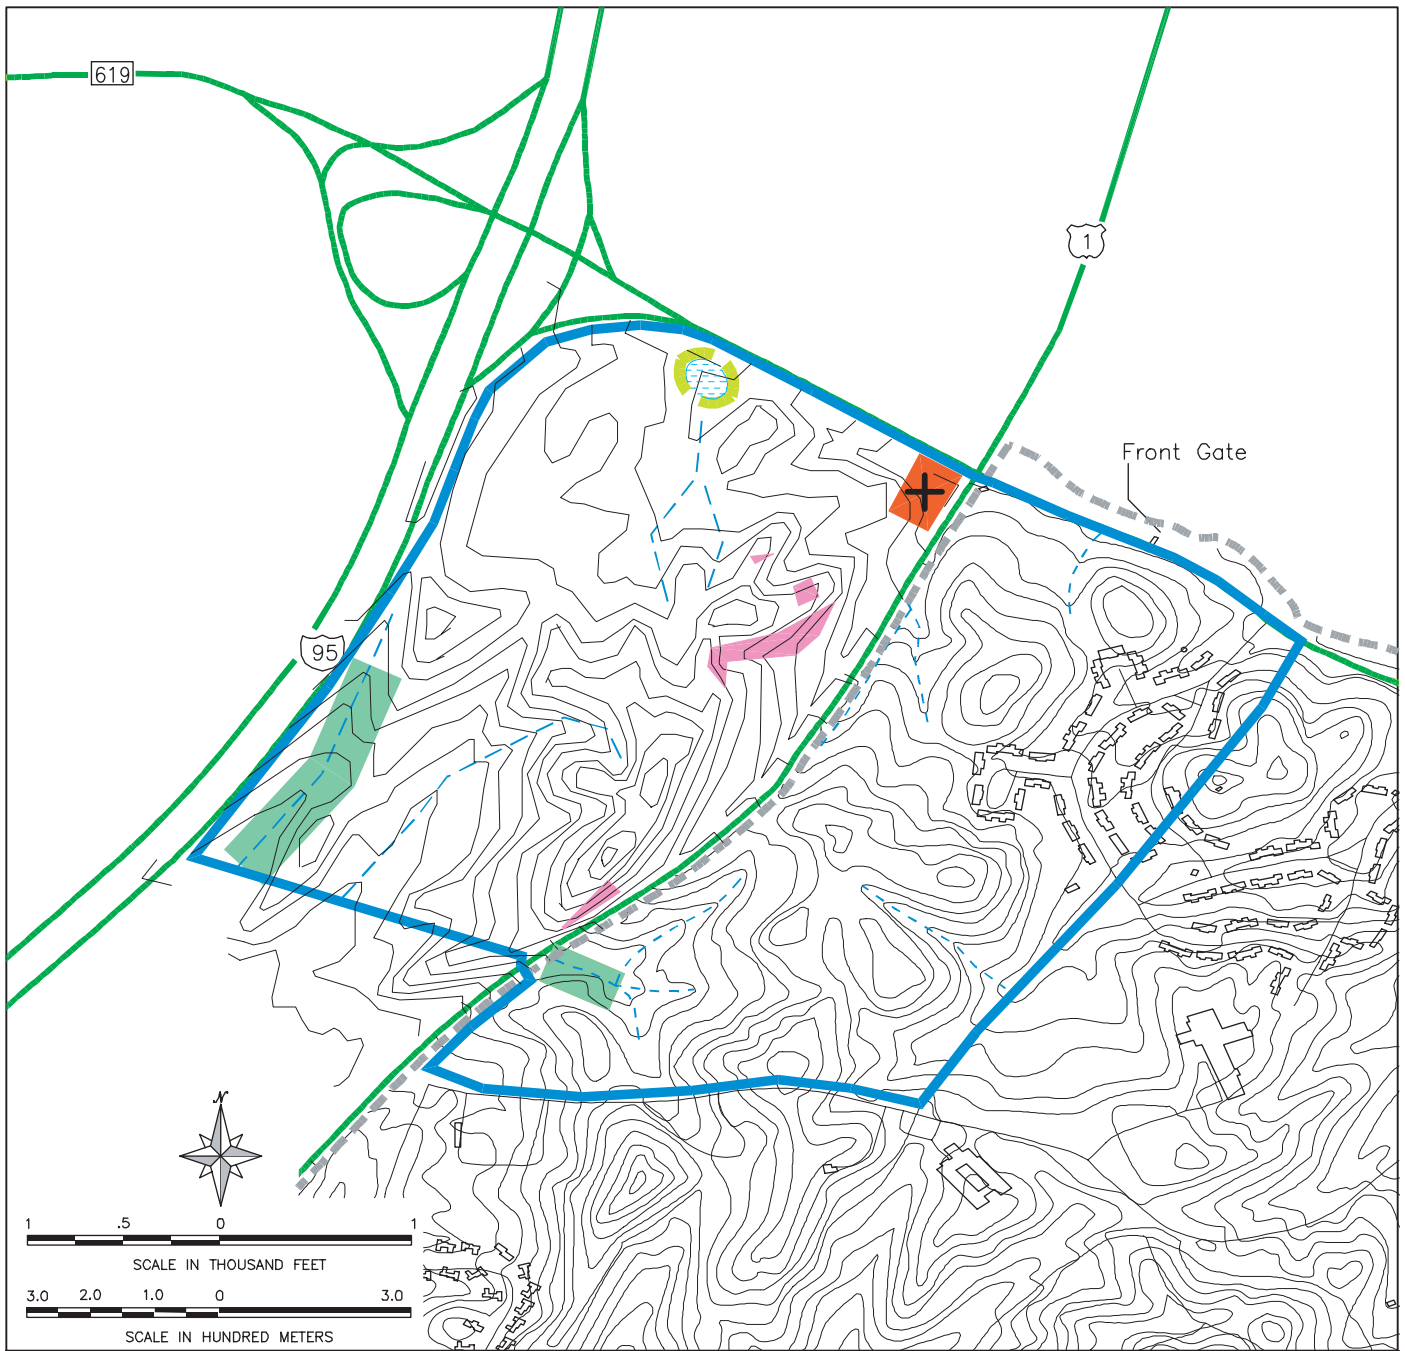 619
1
Front Gate
95
N
1 .5 0 1
SCALE IN THOUSAND FEET
3.0 2.0 1.0 0 3.0
SCALE IN HUNDRED METERS